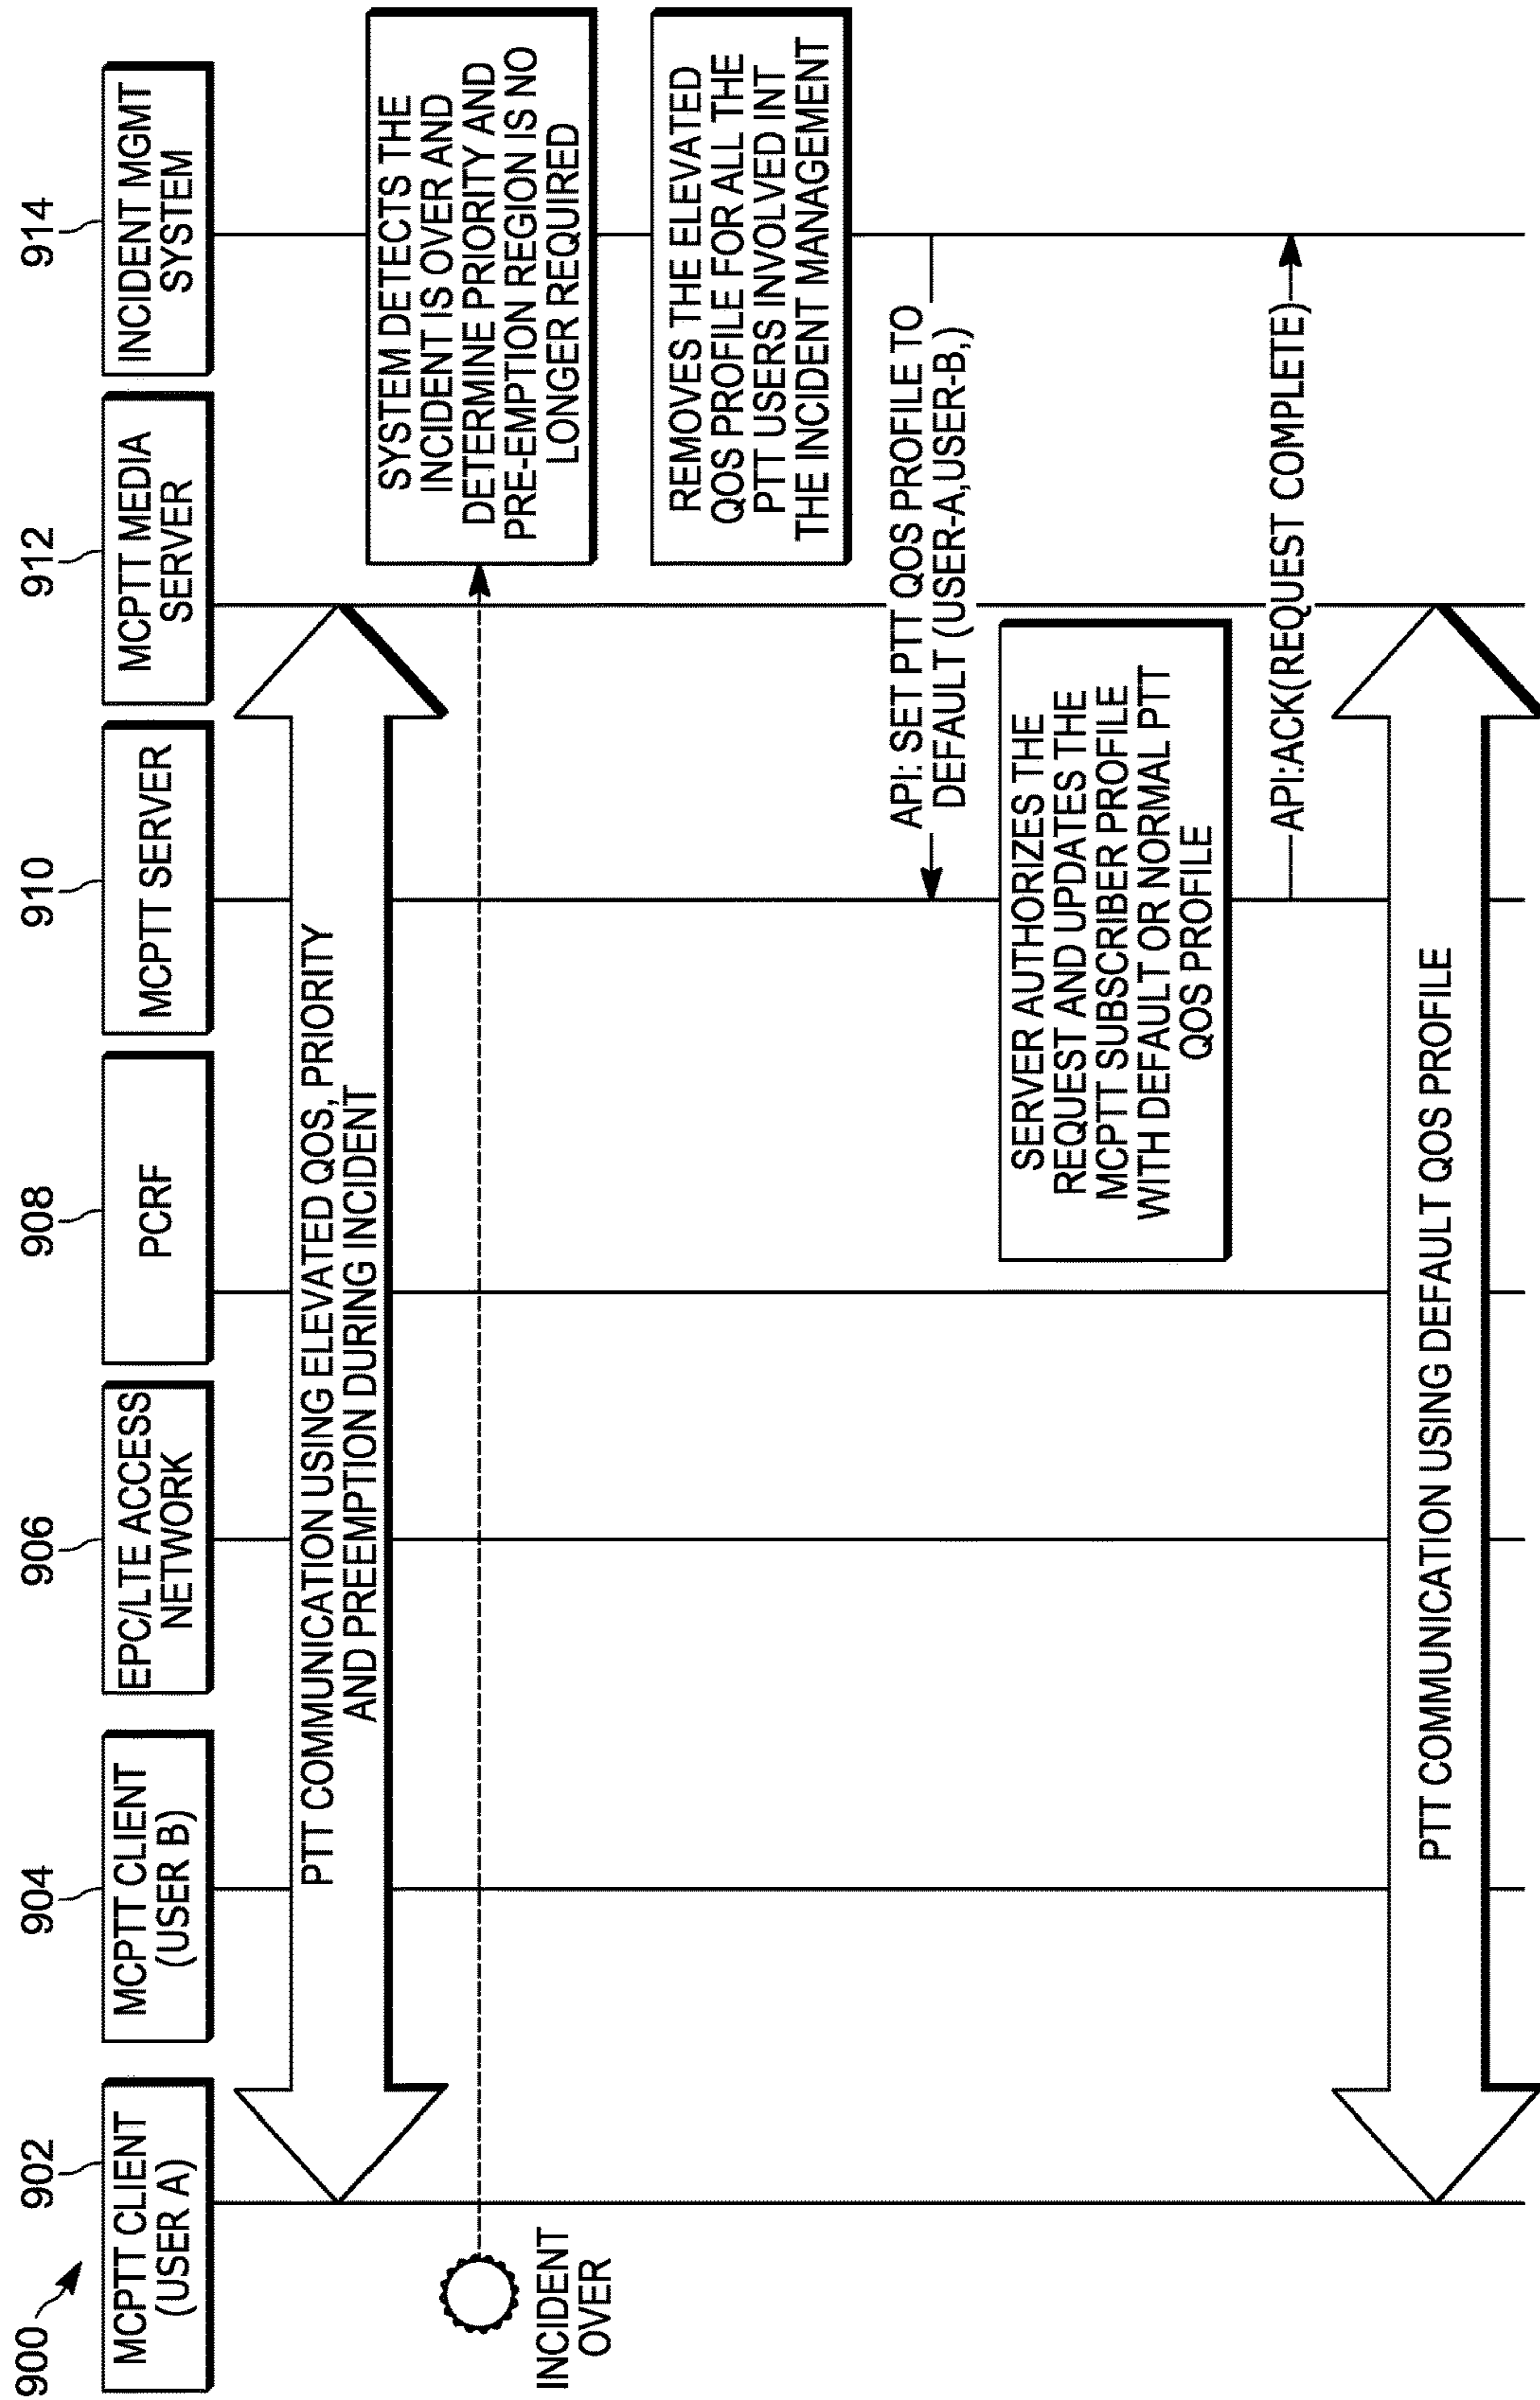 900
902
904
906
908
910
912
914
MCPTT CLIENT
(USER A)
MCPTT CLIENT
(USER B)
EPC/LTE ACCESS
NETWORK
PCRF
MCPTT SERVER
MCPTT MEDIA
SERVER
INCIDENT MGMT
SYSTEM
PTT COMMUNICATION USING ELEVATED QOS, PRIORITY
AND PREEMPTION DURING INCIDENT
INCIDENT
OVER
SYSTEM DETECTS THE
INCIDENT IS OVER AND
DETERMINE PRIORITY AND
PRE-EMPTION REGION IS NO
LONGER REQUIRED
REMOVES THE ELEVATED
QOS PROFILE FOR ALL THE
PTT USERS INVOLVED INT
THE INCIDENT MANAGEMENT
API: SET PTT QOS PROFILE TO
DEFAULT (USER-A,USER-B,)
SERVER AUTHORIZES THE
REQUEST AND UPDATES THE
MCPTT SUBSCRIBER PROFILE
WITH DEFAULT OR NORMAL PTT
QOS PROFILE
API:ACK(REQUEST COMPLETE)
PTT COMMUNICATION USING DEFAULT QOS PROFILE